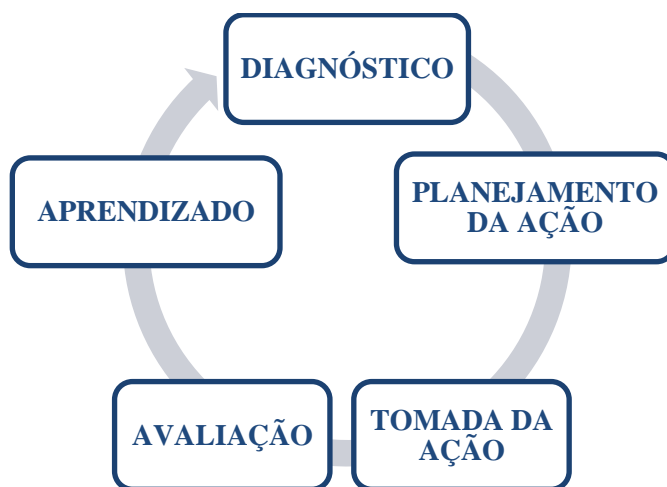 DIAGNÓSTICO
PLANEJAMENTO
DA AÇÃO
TOMADA DA
AÇÃO
AVALIAÇÃO
APRENDIZADO